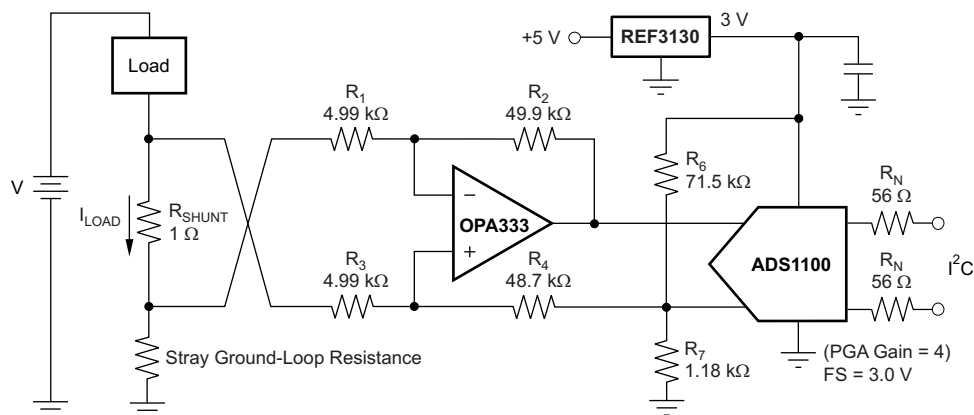 3 V
+5 V
REF3130
Load
R1
4.99 kΩ
R2
49.9 kΩ
R6
71.5 kΩ
V
ILOAD
RSHUNT
1 Ω
−
OPA333
+
RN
56 Ω
ADS1100
I²C
R3
4.99 kΩ
R4
48.7 kΩ
RN
56 Ω
Stray Ground-Loop Resistance
R7
1.18 kΩ
(PGA Gain = 4)
FS = 3.0 V